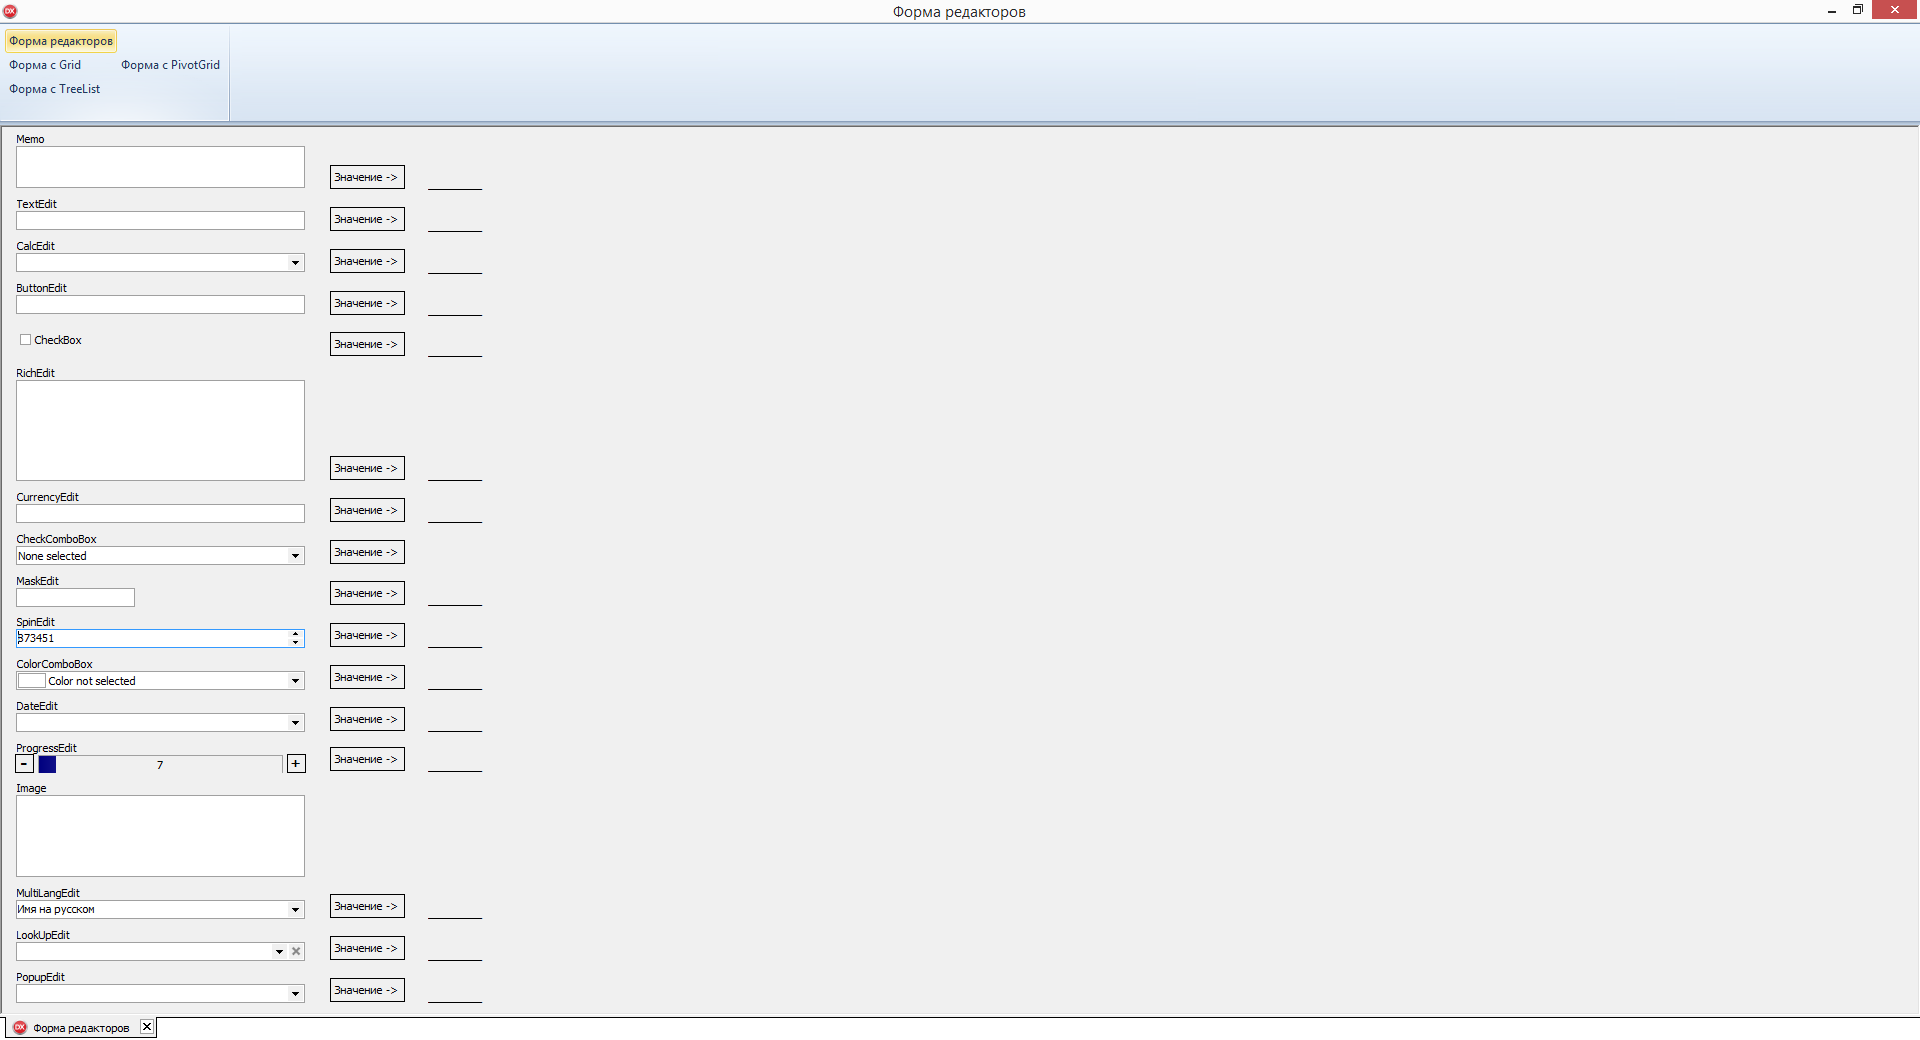 DX Форма редакторов
Форма редакторов
Форма с Grid Форма с PivotGrid
Форма с TreeList
Memo
Значение ->
TextEdit
Значение ->
CalcEdit
Значение ->
ButtonEdit
Значение ->
CheckBox Значение ->
RichEdit
Значение ->
CurrencyEdit
Значение ->
CheckComboBox
None selected Значение ->
MaskEdit
Значение ->
SpinEdit
373451 Значение ->
ColorComboBox
Color not selected Значение ->
DateEdit
Значение ->
ProgressEdit
- 7 + Значение ->
Image
MultiLangEdit
Имя на русском Значение ->
LookUpEdit
Значение ->
PopupEdit
Значение ->
DX Форма редакторов